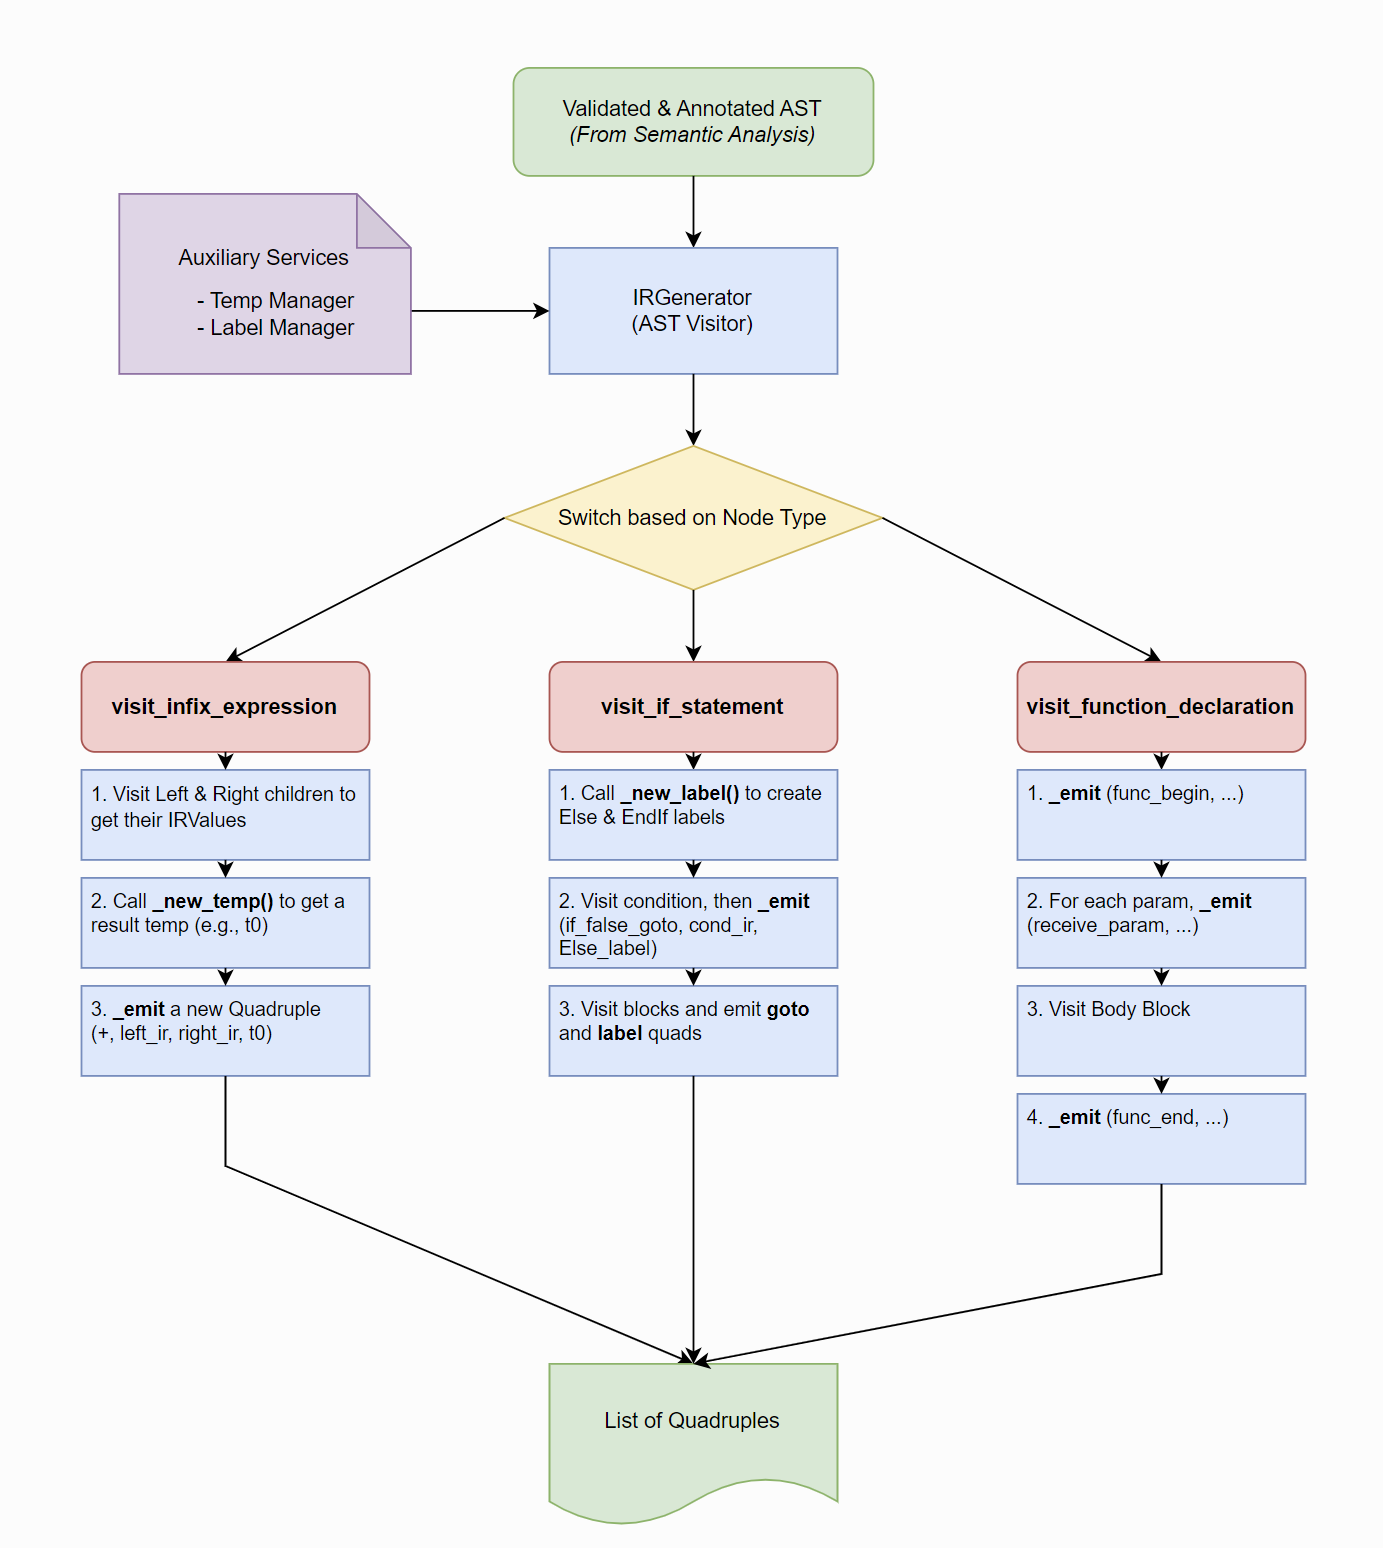 Validated & Annotated AST
(From Semantic Analysis)
Auxiliary Services
- Temp Manager
- Label Manager
IRGenerator
(AST Visitor)
Switch based on Node Type
visit_infix_expression
1. Visit Left & Right children to
get their IRValues
2. Call _new_temp() to get a
result temp (e.g., t0)
3. _emit a new Quadruple
(+, left_ir, right_ir, t0)
visit_if_statement
1. Call _new_label() to create
Else & EndIf labels
2. Visit condition, then _emit
(if_false_goto, cond_ir,
Else_label)
3. Visit blocks and emit goto
and label quads
visit_function_declaration
1. _emit (func_begin, ...)
2. For each param, _emit
(receive_param, ...)
3. Visit Body Block
4. _emit (func_end, ...)
List of Quadruples